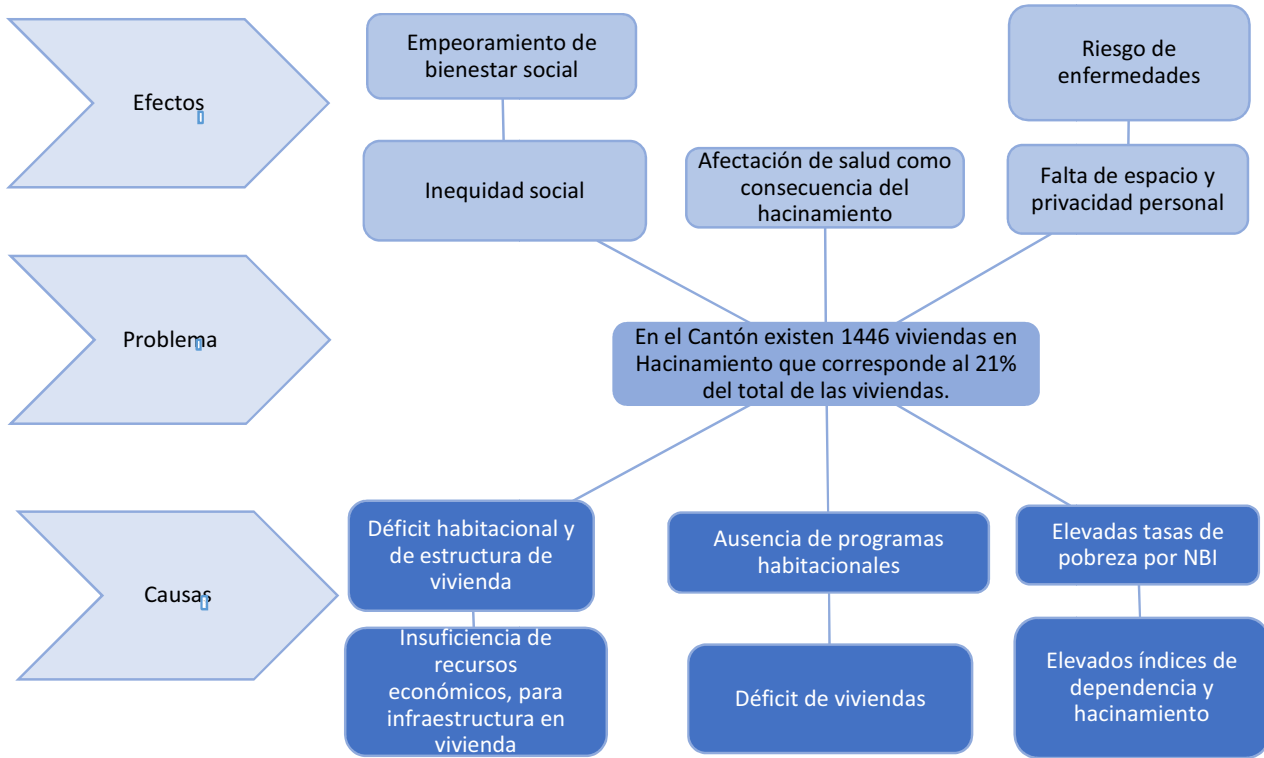 Efectos
Empeoramiento de
bienestar social
Riesgo de
enfermedades
Inequidad social
Afectación de salud como
consecuencia del
hacinamiento
Falta de espacio y
privacidad personal
Problema
En el Cantón existen 1446 viviendas en
Hacinamiento que corresponde al 21%
del total de las viviendas.
Causas
Déficit habitacional y
de estructura de
vivienda
Ausencia de programas
habitacionales
Elevadas tasas de
pobreza por NBI
Insuficiencia de
recursos
económicos, para
infraestructura en
vivienda
Déficit de viviendas
Elevados índices de
dependencia y
hacinamiento